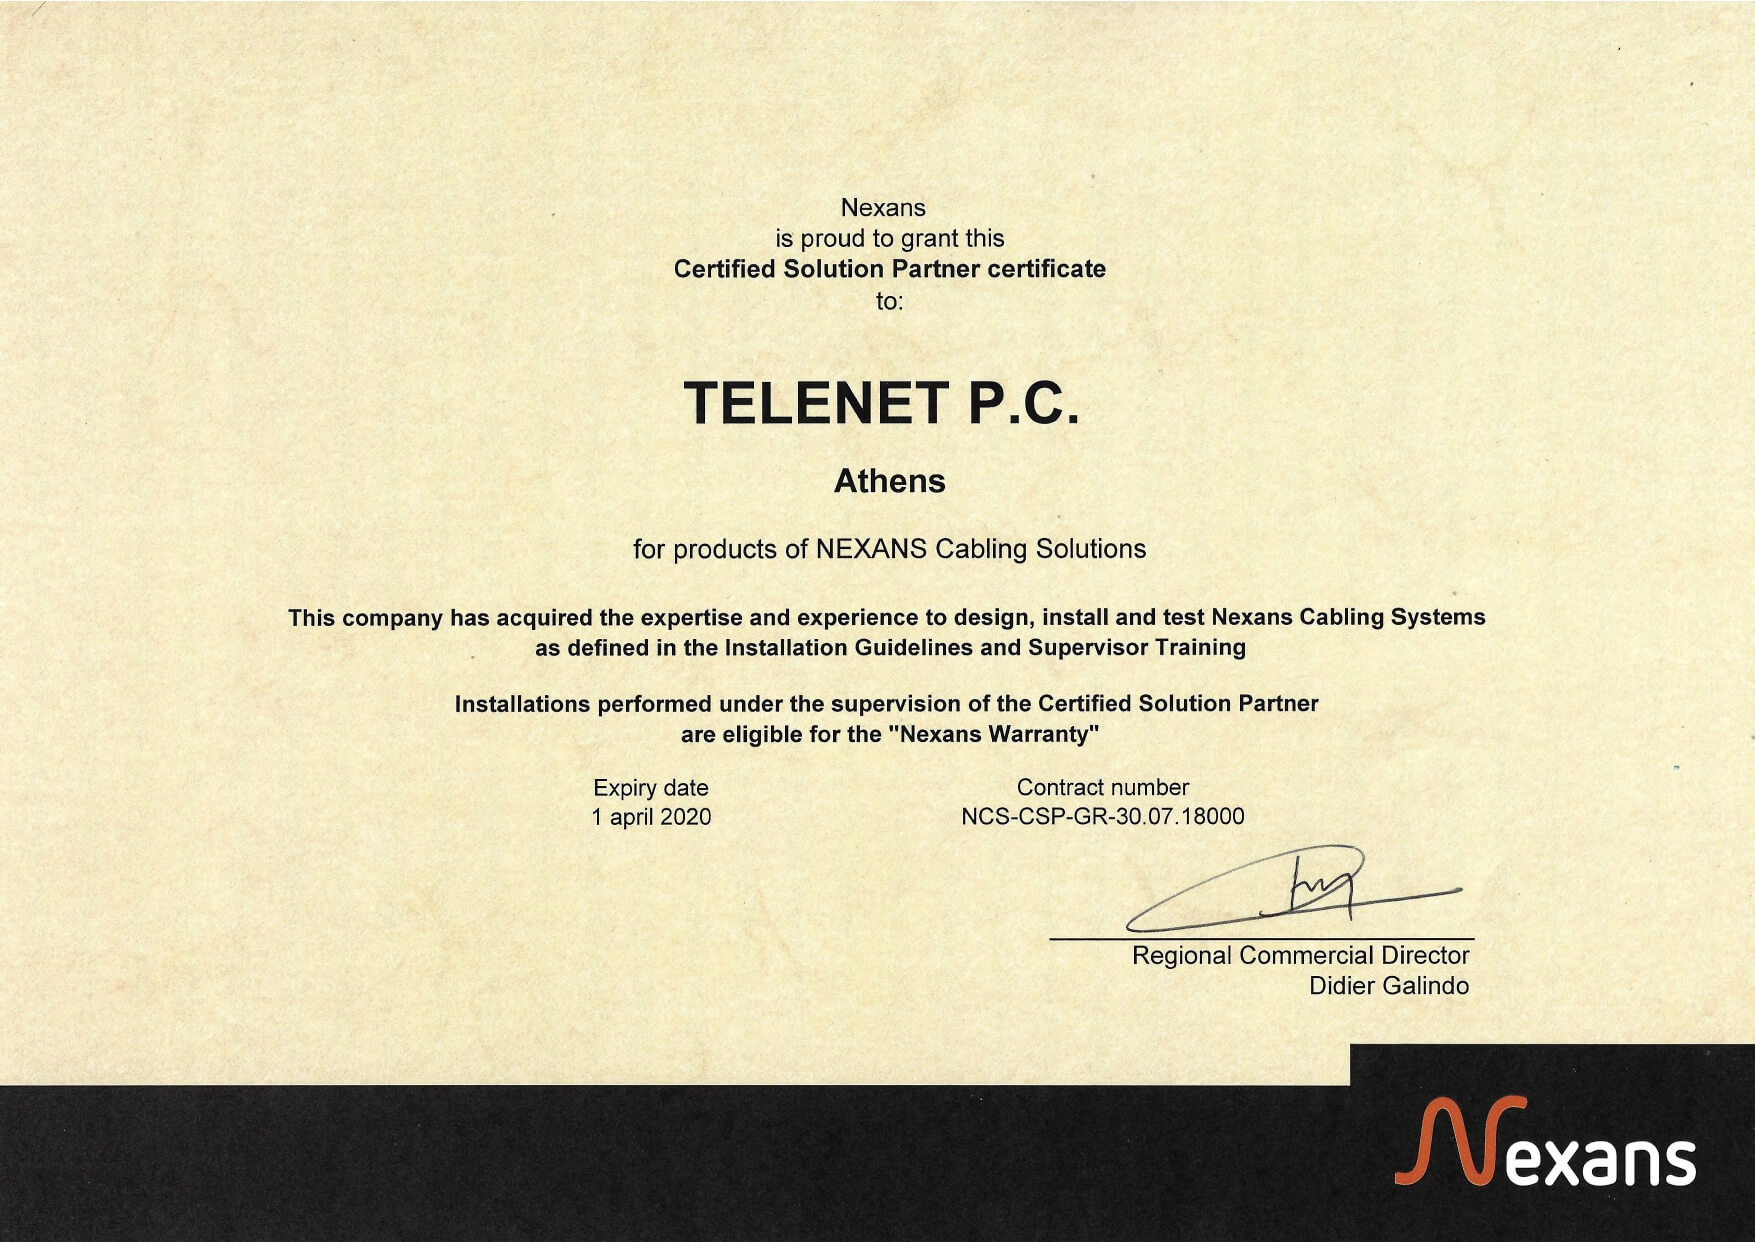 Nexans
is proud to grant this
Certified Solution Partner certificate
to:
TELENET P.C.
Athens
for products of NEXANS Cabling Solutions
This company has acquired the expertise and experience to design, install and test Nexans Cabling Systems
as defined in the Installation Guidelines and Supervisor Training
Installations performed under the supervision of the Certified Solution Partner
are eligible for the "Nexans Warranty"
Expiry date
1 april 2020
Contract number
NCS-CSP-GR-30.07.18000
Regional Commercial Director
Didier Galindo
Nexans